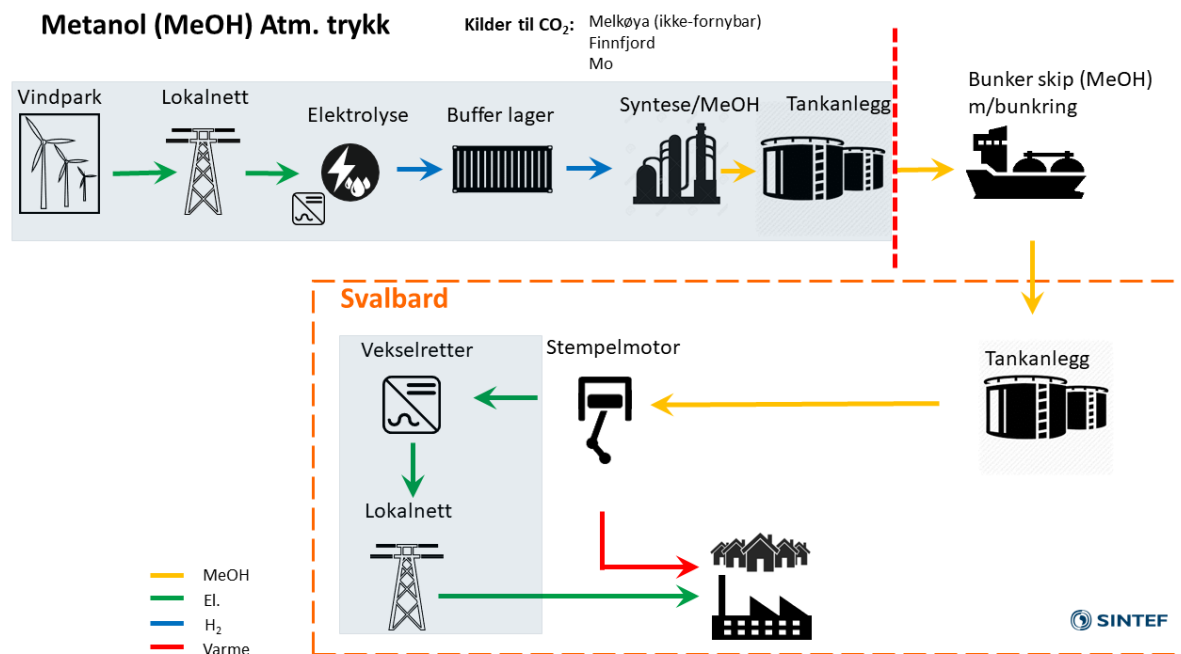 Metanol (MeOH) Atm. trykk
Kilder til CO₂:
Melkøya (ikke-fornybar)
Finnfjord
Mo
Vindpark
Lokalnett
Elektrolyse
Buffer lager
Syntese/MeOH
Tankanlegg
Bunker skip (MeOH)
m/bunkring
Svalbard
Vekselretter
Stempelmotor
Tankanlegg
Lokalnett
MeOH
El.
H₂
Varme
SINTEF